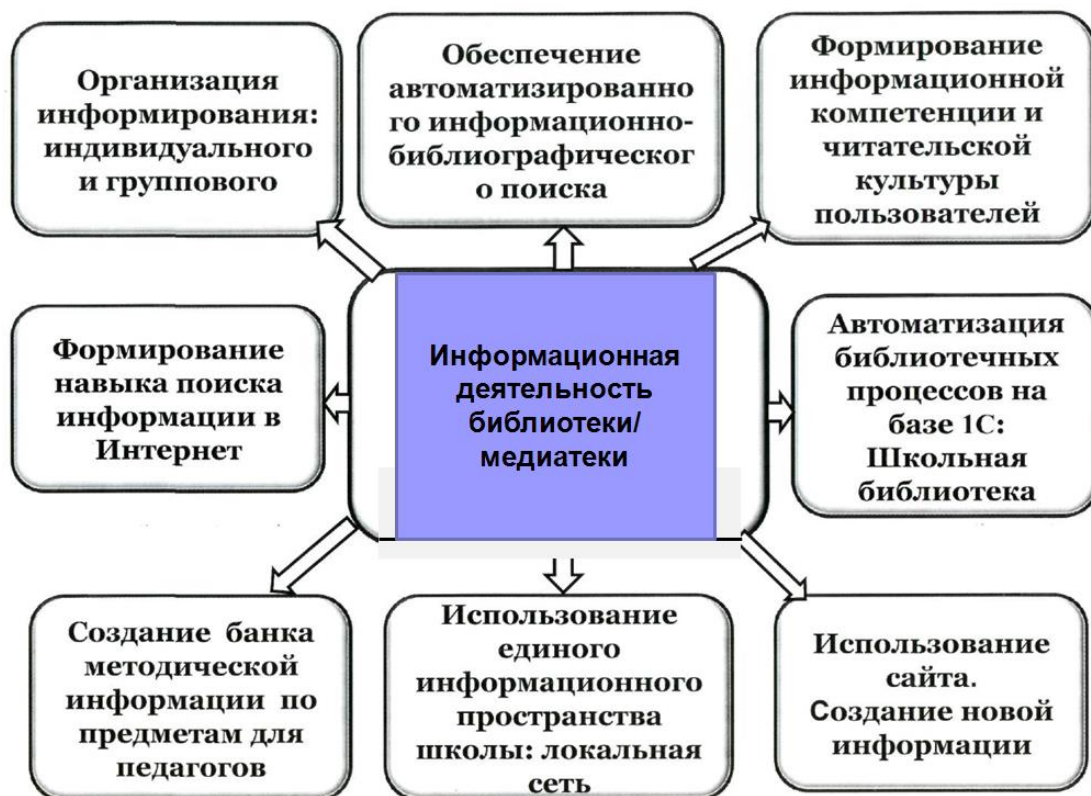 Организация
информирования:
индивидуального
и группового
Обеспечение
автоматизированно
го информационно-
библиографическог
о поиска
Формирование
информационной
компетенции и
читательской
культуры
пользователей
Формирование
навыка поиска
информации в
Интернет
Информационная
деятельность
библиотеки/
медиатеки
Автоматизация
библиотечных
процессов на
базе 1С:
Школьная
библиотека
Создание банка
методической
информации по
предметам для
педагогов
Использование
единого
информационного
пространства
школы: локальная
сеть
Использование
сайта.
Создание новой
информации